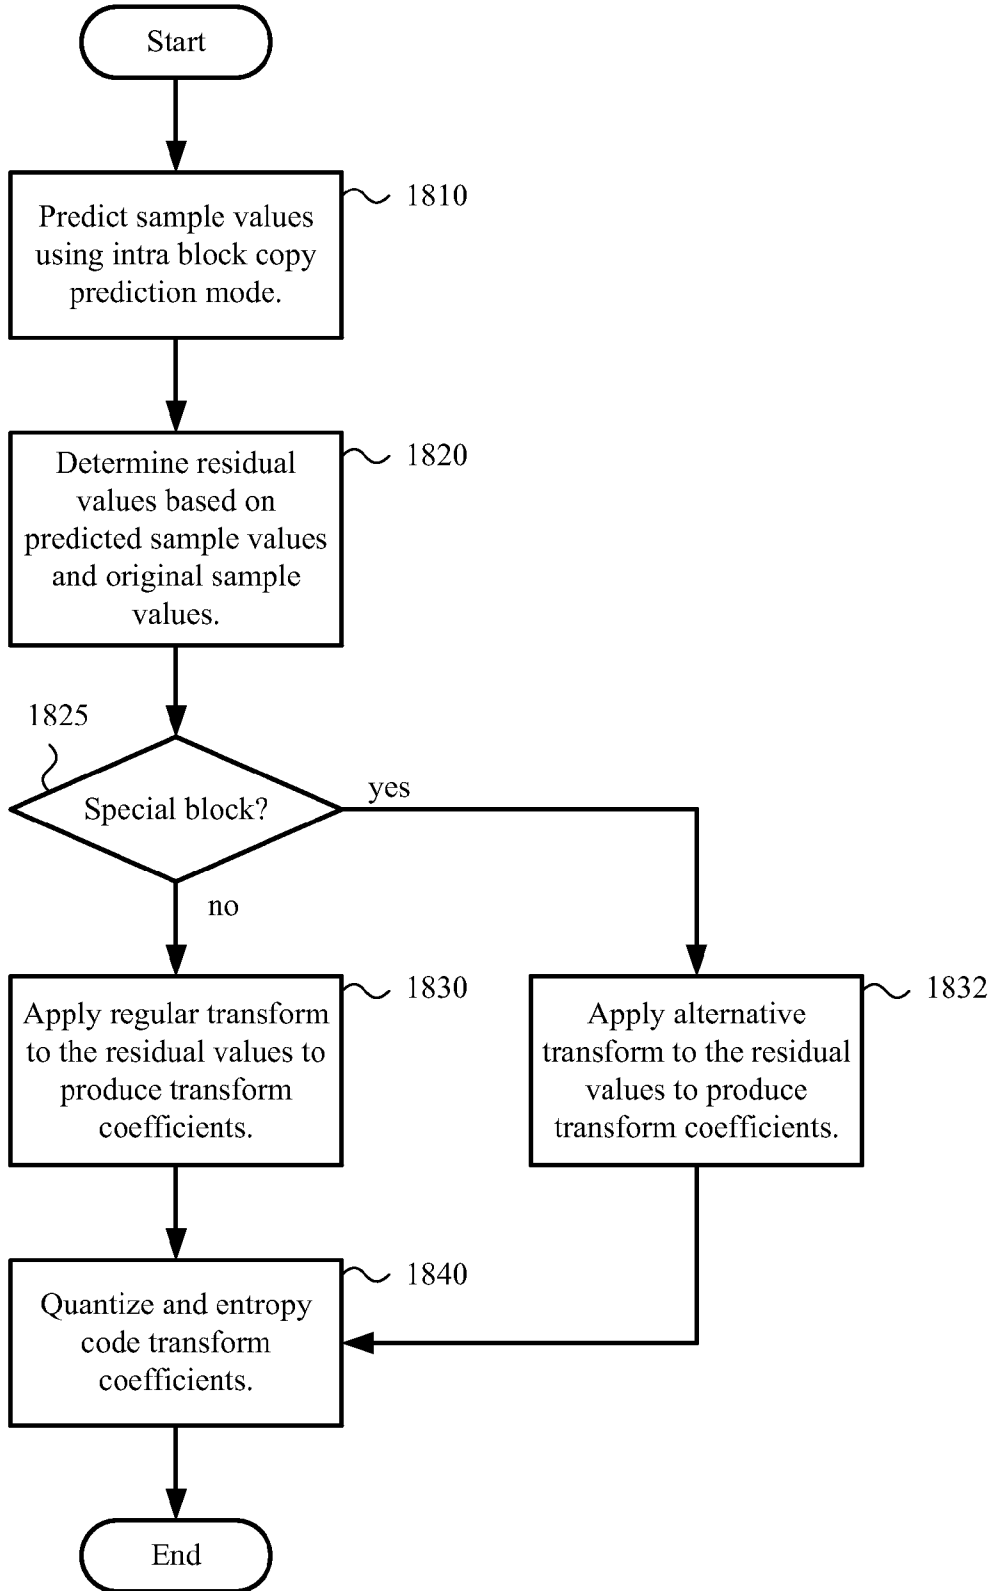 Start
1810
Predict sample values
using intra block copy
prediction mode.
1820
Determine residual
values based on
predicted sample values
and original sample
values.
1825
Special block?
yes
no
1830
Apply regular transform
to the residual values to
produce transform
coefficients.
1832
Apply alternative
transform to the residual
values to produce
transform coefficients.
1840
Quantize and entropy
code transform
coefficients.
End